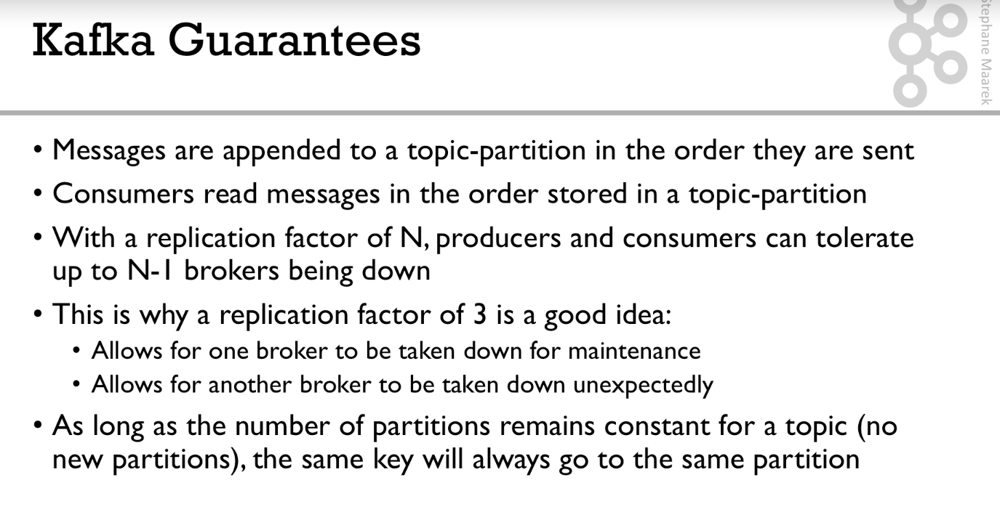 Kafka Guarantees
Stephane Maarek
• Messages are appended to a topic-partition in the order they are sent
• Consumers read messages in the order stored in a topic-partition
• With a replication factor of N, producers and consumers can tolerate
up to N-1 brokers being down
• This is why a replication factor of 3 is a good idea:
• Allows for one broker to be taken down for maintenance
• Allows for another broker to be taken down unexpectedly
• As long as the number of partitions remains constant for a topic (no
new partitions), the same key will always go to the same partition